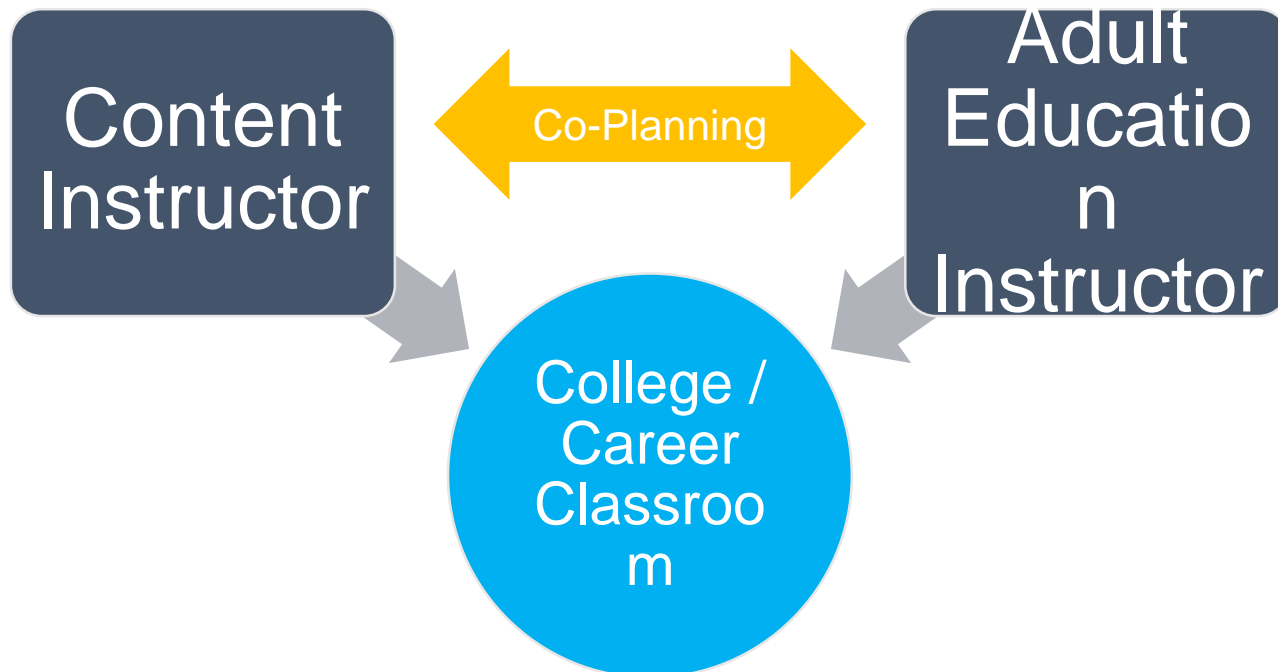 Content
Instructor
Co-Planning
Adult
Educatio
n
Instructor
College /
Career
Classroo
m